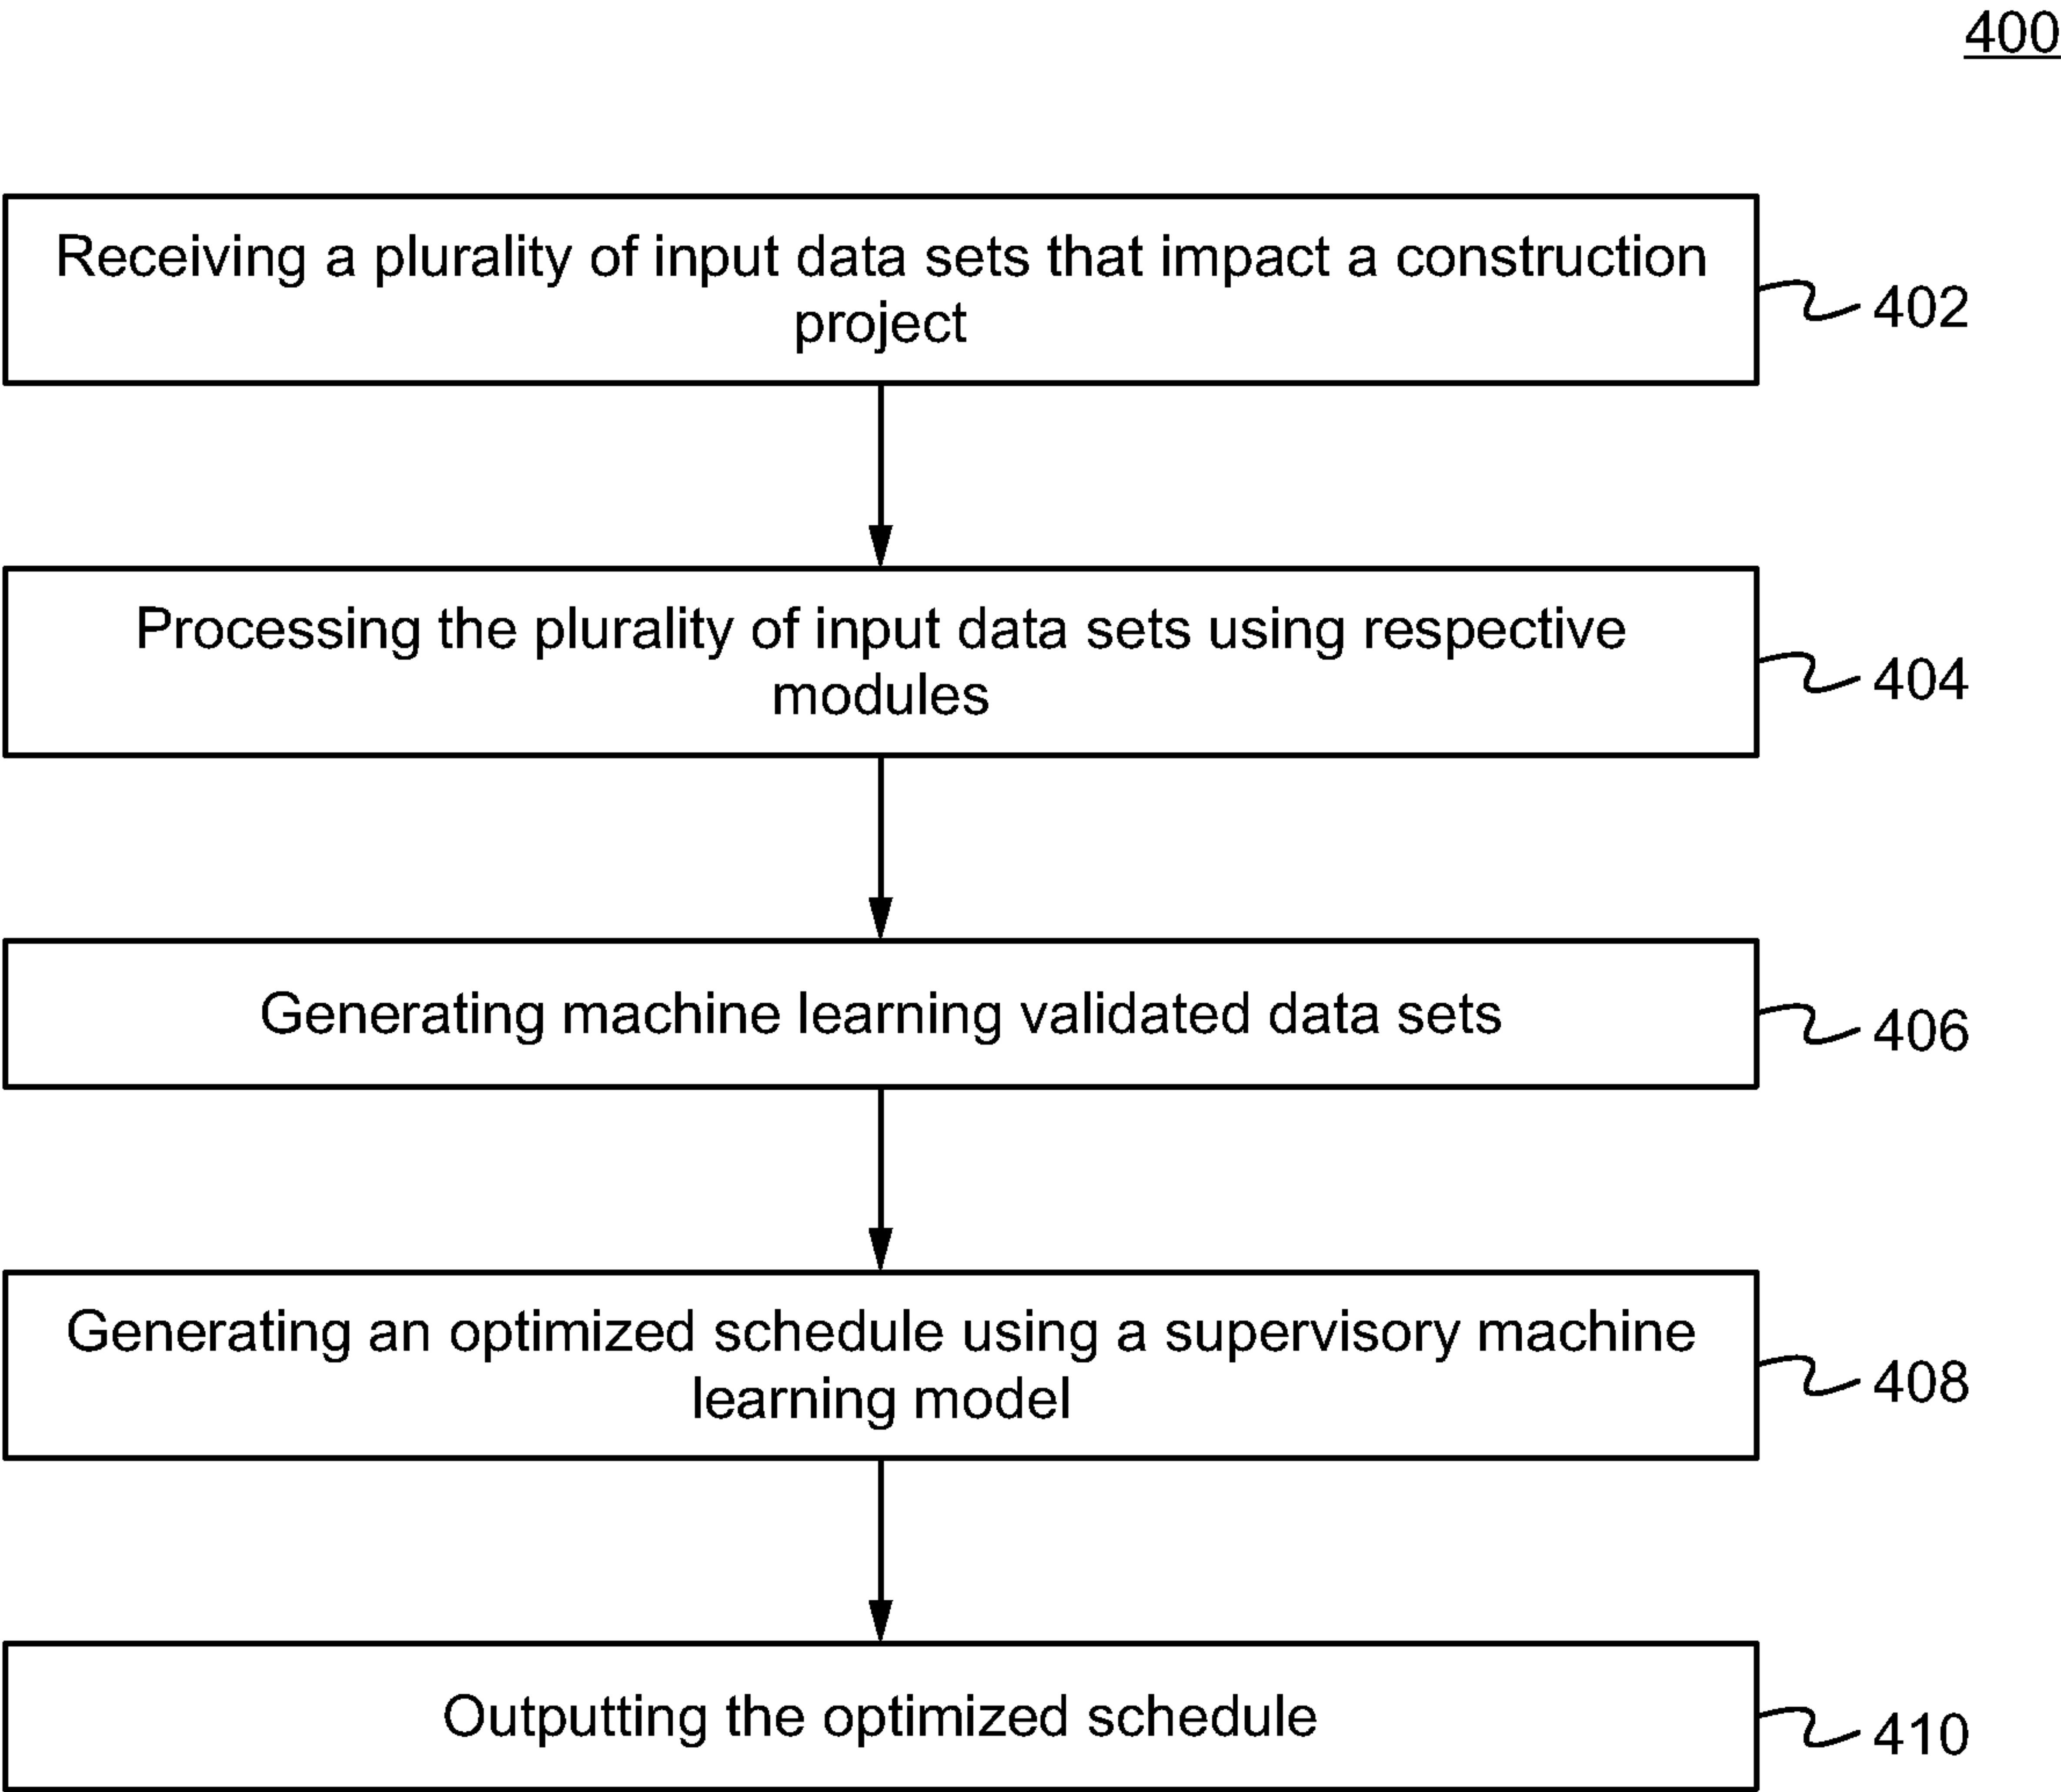 400
Receiving a plurality of input data sets that impact a construction
project
402
Processing the plurality of input data sets using respective
modules
404
Generating machine learning validated data sets
406
Generating an optimized schedule using a supervisory machine
learning model
408
Outputting the optimized schedule
410